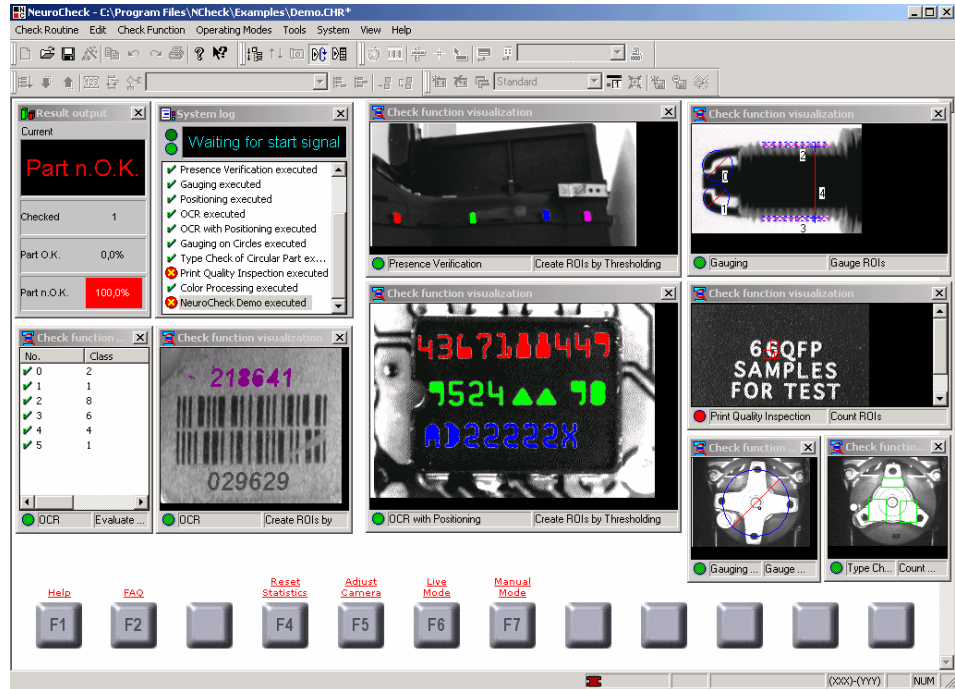 NeuroCheck - C:\Program Files\NCheck\Examples\Demo.CHR*
Check Routine Edit Check Function Operating Modes Tools System View Help
Standard
Result output
Current
Part n.O.K.
Checked 1
Part O.K. 0,0%
Part n.O.K. 100,0%
System log
Waiting for start signal
Presence Verification executed
Gauging executed
Positioning executed
OCR executed
OCR with Positioning executed
Gauging on Circles executed
Type Check of Circular Part ex...
Print Quality Inspection executed
Color Processing executed
NeuroCheck Demo executed
Check function visualization
Presence Verification Create ROIs by Thresholding
Check function visualization
0
1
2
3
4
Gauging Gauge ROIs
Check function ...
No. Class
0 2
1 1
2 8
3 6
4 4
5 1
OCR Evaluate ...
Check function visualization
218641
029629
OCR Create ROIs by
Check function visualization
4367188449
9524 98
AD22222X
OCR with Positioning Create ROIs by Thresholding
Check function visualization
QFP
SAMPLES
FOR TEST
Print Quality Inspection Count ROIs
Check function ...
Gauging ... Gauge ...
Check functio...
Type Ch... Count ...
Help FAQ Reset Statistics Adjust Camera Live Mode Manual Mode
F1 F2 F4 F5 F6 F7
(XXX)-(YYY) NUM